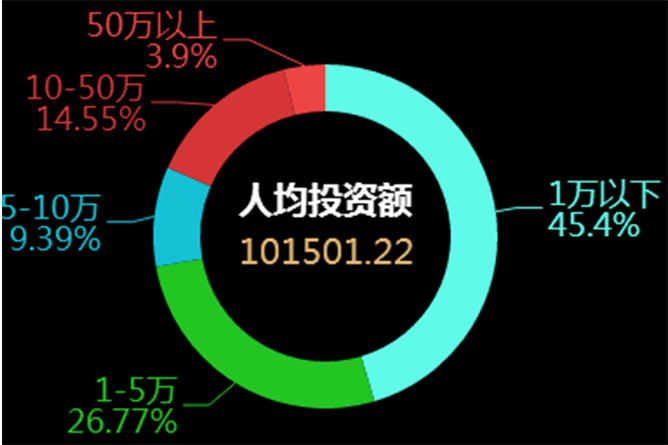 50万以上
3.9%
10-50万
14.55%
5-10万
9.39%
1-5万
26.77%
1万以下
45.4%
人均投资额
101501.22